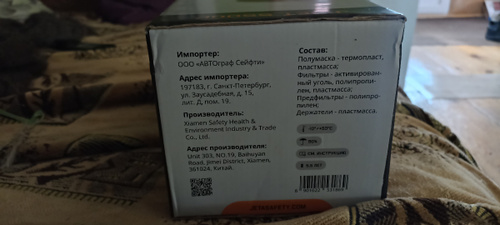 Импортер:
ООО «АВТОграф Сейфти»
Адрес импортера:
197183, г. Санкт-Петербург,
ул. Заусадебная, д. 15,
лит. Д, пом. 19.
Производитель:
Xiamen Safety Health &
Environment Industry & Trade
Co., Ltd.
Адрес производителя:
Unit 303, NO.19, Baihcyan
Road, Jimei District, Xiamen,
361024, Китай.
Состав:
Полумаска - термопласт,
пластмасса;
Фильтры - активирован-
ный уголь, полипропи-
лен, пластмасса;
Предфильтры - полипро-
пилен;
Держатели - пластмасса.